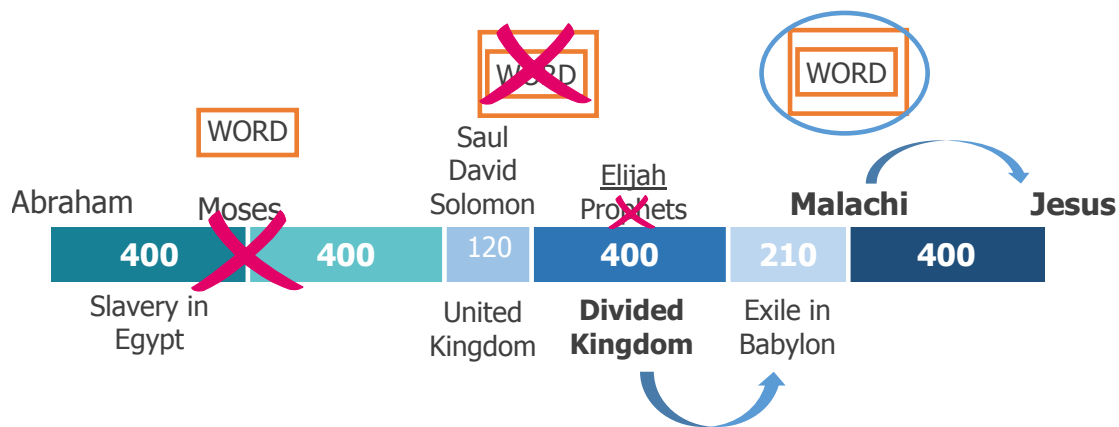 WORD
WORD
WORD
Saul
David
Solomon
Elijah
Prophets
Abraham
Moses
Malachi
Jesus
400
400
120
400
210
400
Slavery in
Egypt
United
Kingdom
Divided
Kingdom
Exile in
Babylon